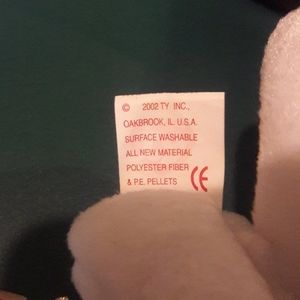 © 2002 TY INC.,
OAKBROOK, IL. U.S.A.
SURFACE WASHABLE
ALL NEW MATERIAL
POLYESTER FIBER
& P.E. PELLETS CE